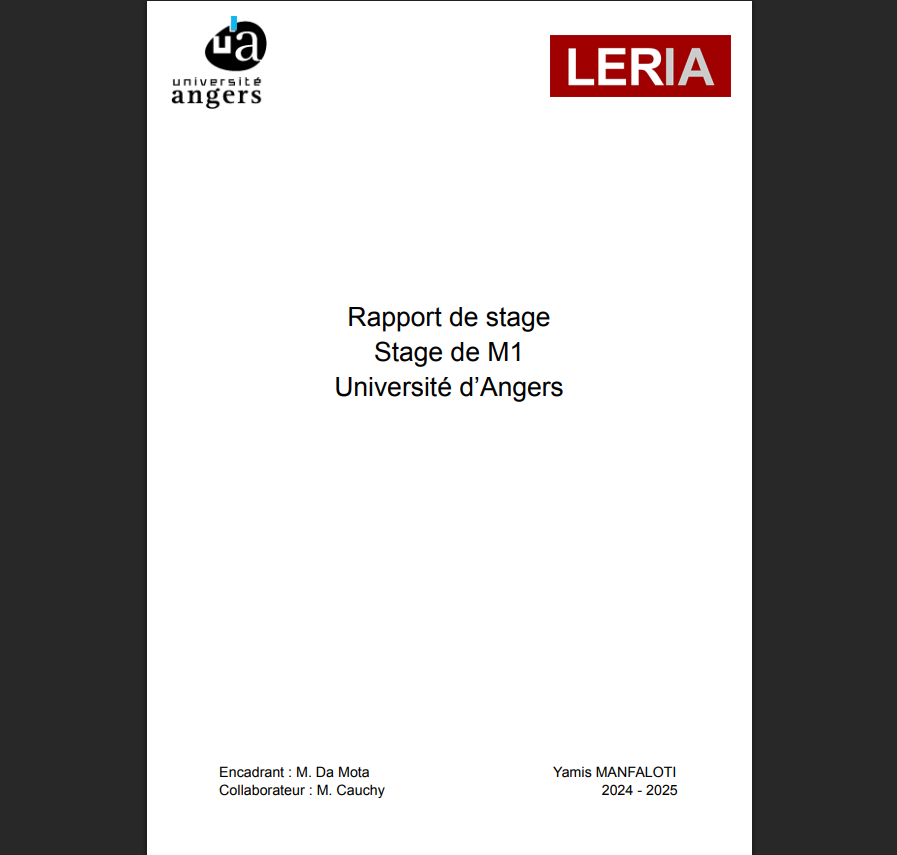 ua
université
angers
LERIA
Rapport de stage
Stage de M1
Université d’Angers
Encadrant : M. Da Mota
Collaborateur : M. Cauchy
Yamis MANFALOTI
2024 - 2025